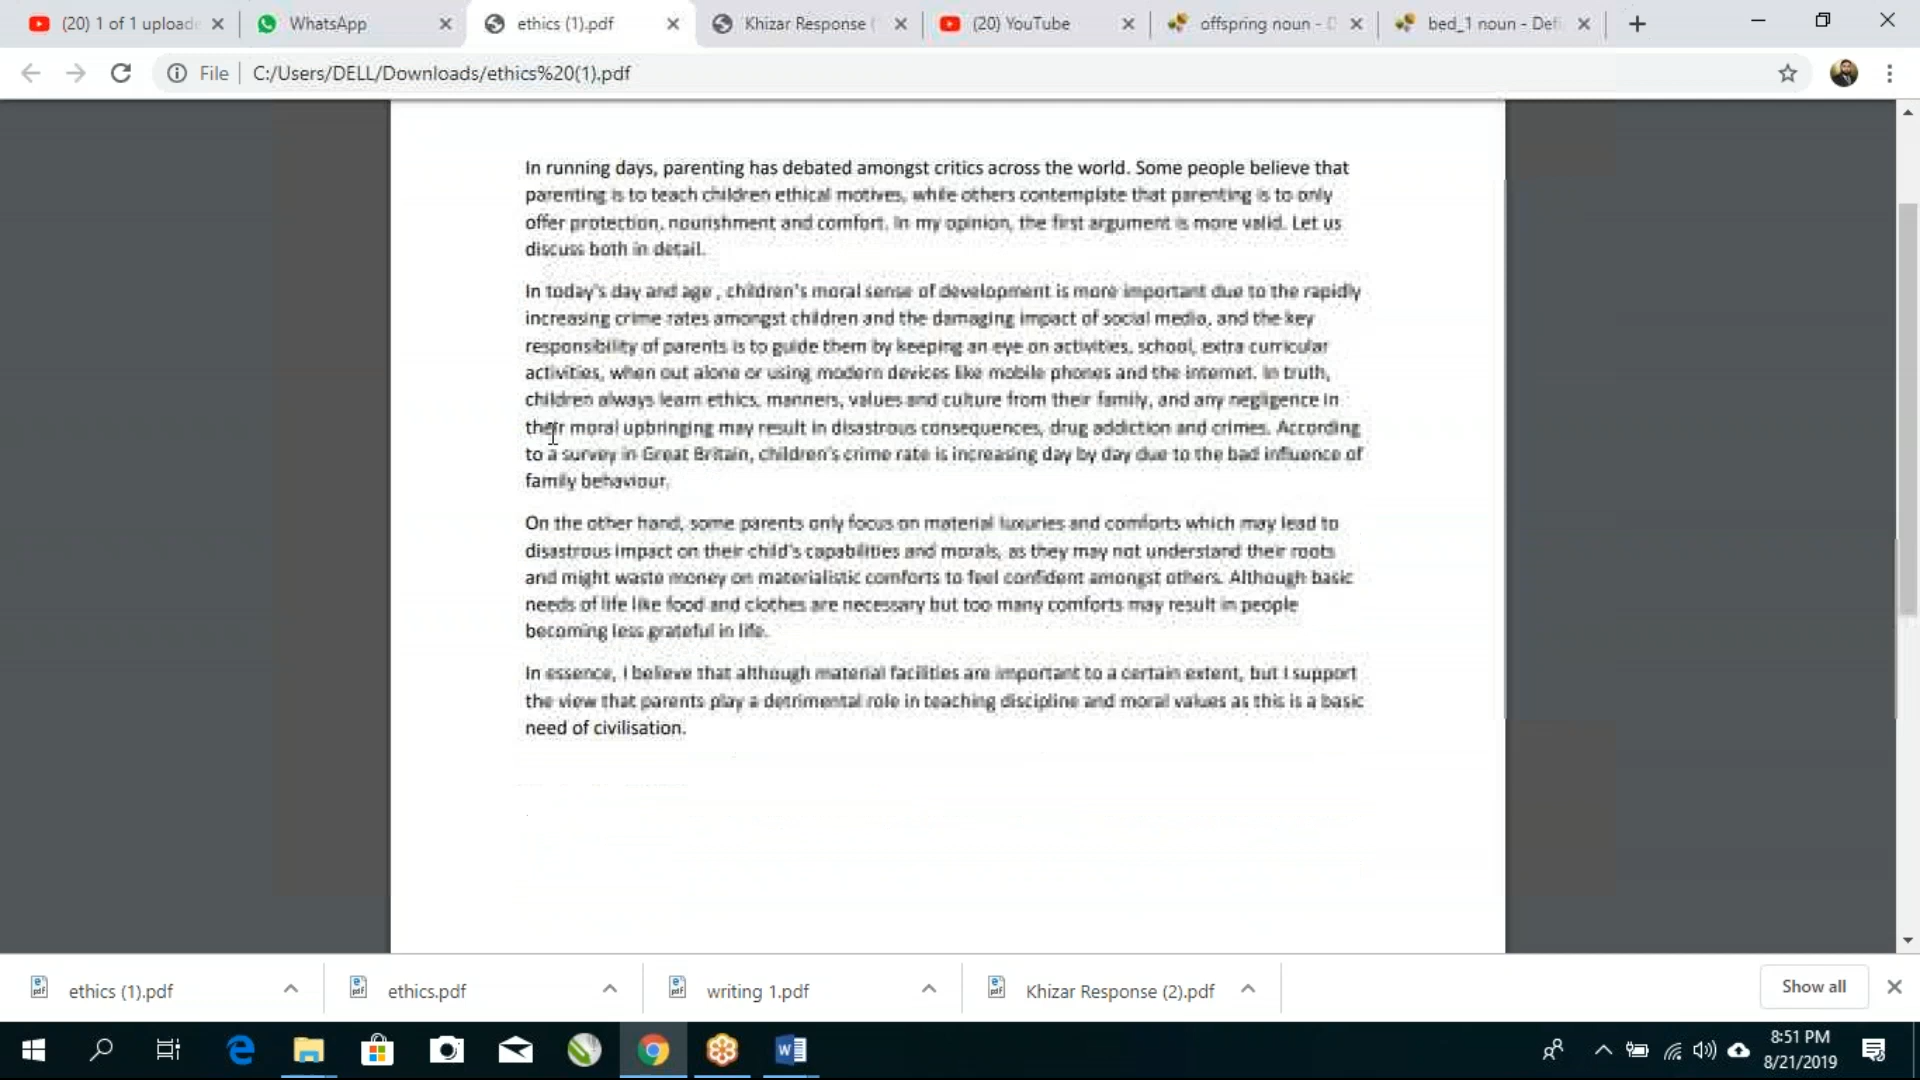 (20) 1 of 1 upload
WhatsApp
ethics (1).pdf
Khizar Response (
(20) YouTube
offspring noun - D
bed_1 noun - Defi
File
C:/Users/DELL/Downloads/ethics%20(1).pdf
In running days, parenting has debated amongst critics across the world. Some people believe that
parenting is to teach children ethical motives, while others contemplate that parenting is to only
offer protection, nourishment and comfort. In my opinion, the first argument is more valid. Let us
discuss both in detail.
In today's day and age , children's moral sense of development is more important due to the rapidly
increasing crime rates amongst children and the damaging impact of social media, and the key
responsibility of parents is to guide them by keeping an eye on activities, school, extra curricular
activities, when out alone or using modern devices like mobile phones and the internet. In truth,
children always learn ethics, manners, values and culture from their family, and any negligence in
their moral upbringing may result in disastrous consequences, drug addiction and crimes. According
to a survey in Great Britain, children's crime rate is increasing day by day due to the bad influence of
family behaviour.
On the other hand, some parents only focus on material luxuries and comforts which may lead to
disastrous impact on their child's capabilities and morals, as they may not understand their roots
and might waste money on materialistic comforts to feel confident amongst others. Although basic
needs of life like food and clothes are necessary but too many comforts may result in people
becoming less grateful in life.
In essence, I believe that although material facilities are important to a certain extent, but I support
the view that parents play a detrimental role in teaching discipline and moral values as this is a basic
need of civilisation.
ethics (1).pdf
ethics.pdf
writing 1.pdf
Khizar Response (2).pdf
Show all
8:51 PM
8/21/2019